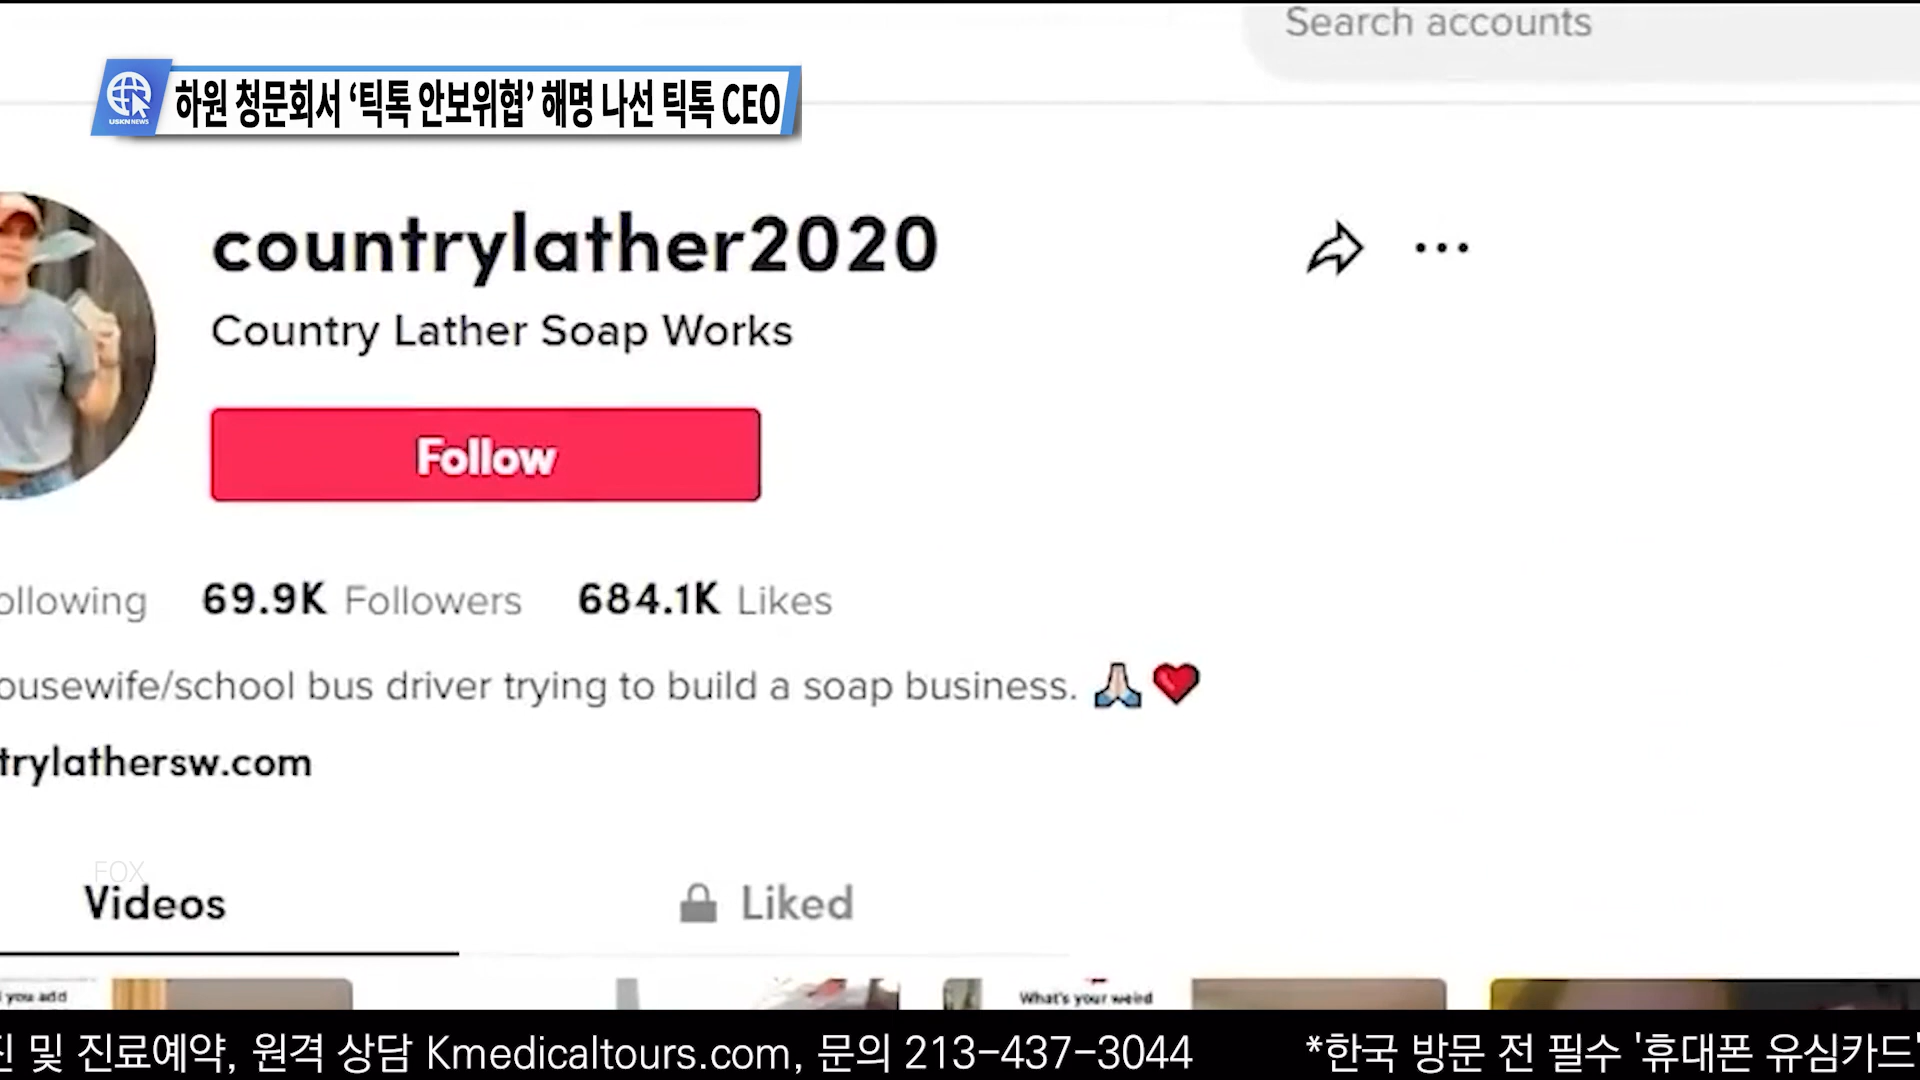 Search accounts
USKN NEWS
하원 청문회서 ‘틱톡 안보위협’ 해명 나선 틱톡 CEO
countrylather2020
Country Lather Soap Works
Follow
ollowing 69.9K Followers 684.1K Likes
ousewife/school bus driver trying to build a soap business. 🙏🏻❤️
trylathersw.com
FOX
Videos Liked
you add
What's your weird
진 및 진료예약, 원격 상담 Kmedicaltours.com, 문의 213-437-3044 *한국 방문 전 필수 '휴대폰 유심카드'